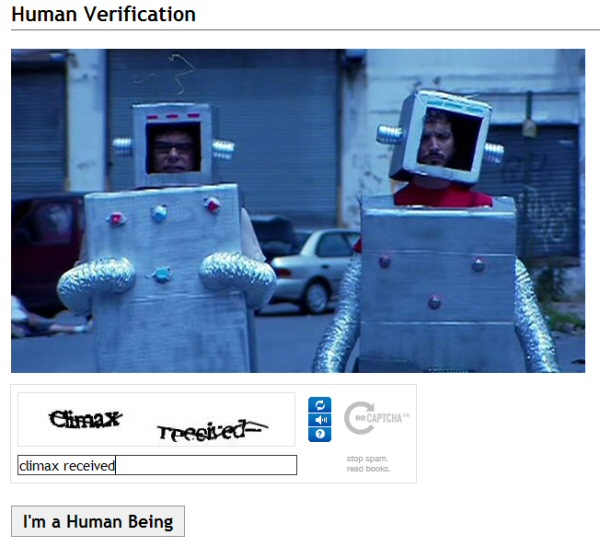 Human Verification
Climax received
climax received
reCAPTCHA™
stop spam.
read books.
I'm a Human Being